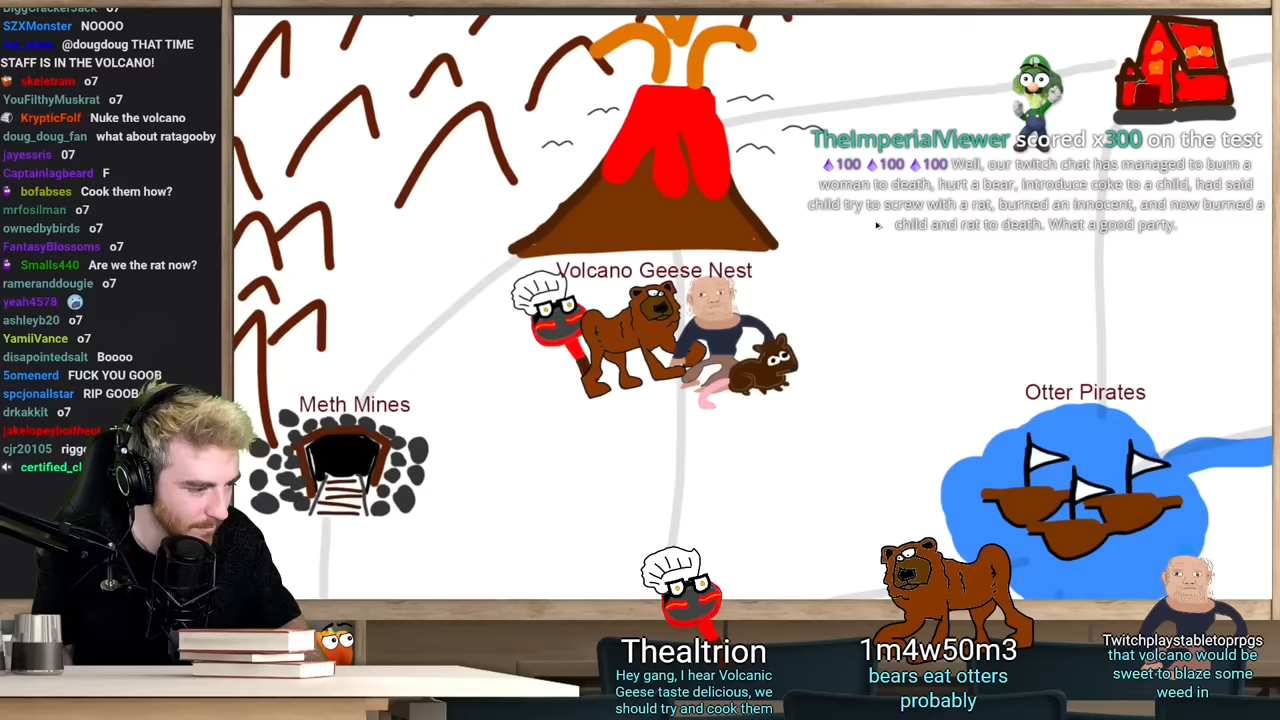 BiggCrackerJack o7
SZXMonster NOOOO
@dougdoug THAT TIME
STAFF IS IN THE VOLCANO!
skeletrain o7
YouFilthyMuskrat o7
KrypticFolf Nuke the volcano
doug_doug_fan what about ratagooby
jayessris 07
Captainlagbeard F
bofabses Cook them how?
mrfosilman o7
ownedbybirds o7
FantasyBlossoms o7
Smalls440 Are we the rat now?
rameranddougie o7
yeah4578
ashleyb20 o7
YamiiVance o7
disapointedsalt Boooo
5omenerd FUCK YOU GOOB
spcjonallstar RIP GOOB
drkakkit o7
cjr20105
certified_cl
TheImperialViewer scored x300 on the test
100 100 100 Well, our twitch chat has managed to burn a
woman to death, hurt a bear, introduce coke to a child, had said
child try to screw with a rat, burned an innocent, and now burned a
child and rat to death. What a good party.
Volcano Geese Nest
Meth Mines
Otter Pirates
Thealtrion
Hey gang, I hear Volcanic
Geese taste delicious, we
should try and cook them
1m4w50m3
bears eat otters
probably
Twitchplaystabletoprpgs
that volcano would be
sweet to blaze some
weed in